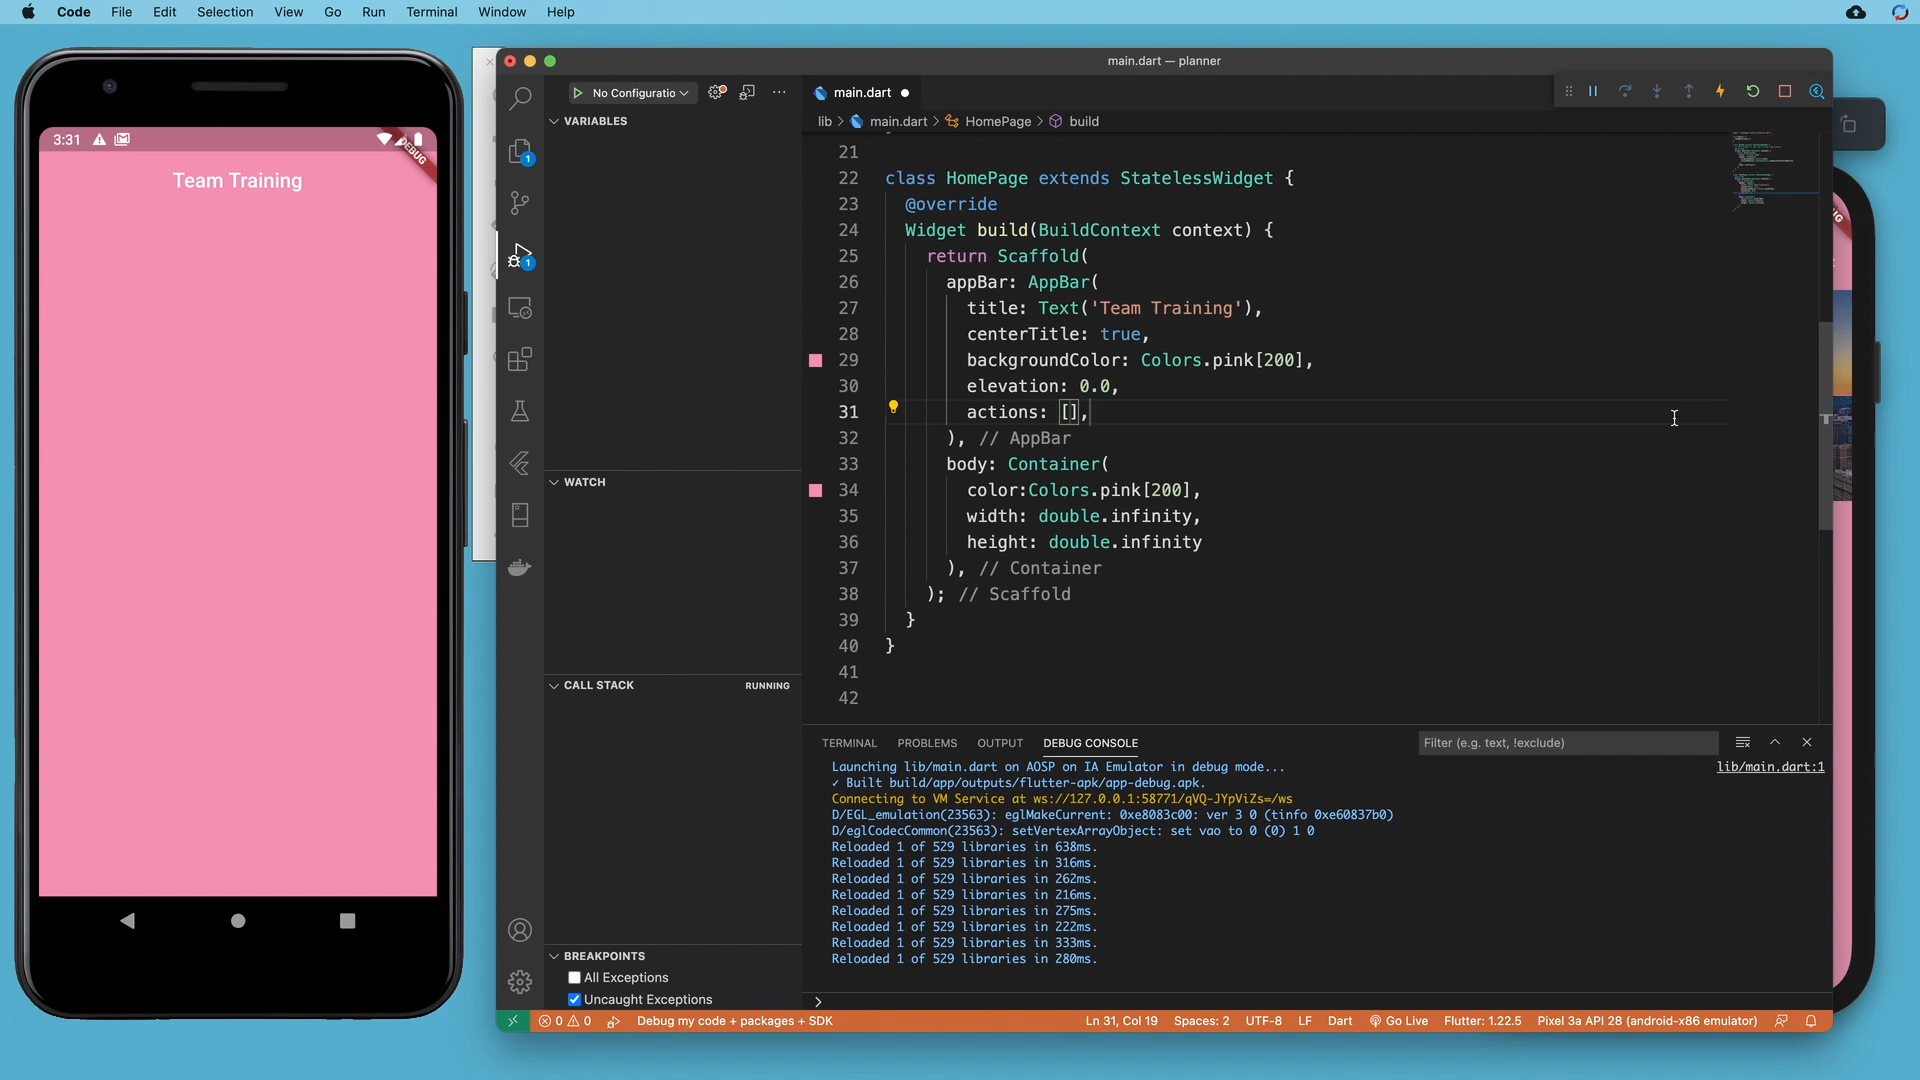 Code File Edit Selection View Go Run Terminal Window Help
3:31
DEBUG
Team Training
main.dart — planner
No Configuratio
main.dart
VARIABLES
lib > main.dart > HomePage > build
1
1
21
22 class HomePage extends StatelessWidget {
23 @override
24 Widget build(BuildContext context) {
25 return Scaffold(
26 appBar: AppBar(
27 title: Text('Team Training'),
28 centerTitle: true,
29 backgroundColor: Colors.pink[200],
30 elevation: 0.0,
31 actions: [],
32 ), // AppBar
33 body: Container(
34 color:Colors.pink[200],
35 width: double.infinity,
36 height: double.infinity
37 ), // Container
38 ); // Scaffold
39 }
40 }
41
42
WATCH
CALL STACK RUNNING
BREAKPOINTS
All Exceptions
Uncaught Exceptions
TERMINAL PROBLEMS OUTPUT DEBUG CONSOLE Filter (e.g. text, !exclude)
Launching lib/main.dart on AOSP on IA Emulator in debug mode... lib/main.dart:1
✓ Built build/app/outputs/flutter-apk/app-debug.apk.
Connecting to VM Service at ws://127.0.0.1:58771/qVQ-JYpViZs=/ws
D/EGL_emulation(23563): eglMakeCurrent: 0xe8083c00: ver 3 0 (tinfo 0xe60837b0)
D/eglCodecCommon(23563): setVertexArrayObject: set vao to 0 (0) 1 0
Reloaded 1 of 529 libraries in 638ms.
Reloaded 1 of 529 libraries in 316ms.
Reloaded 1 of 529 libraries in 262ms.
Reloaded 1 of 529 libraries in 216ms.
Reloaded 1 of 529 libraries in 275ms.
Reloaded 1 of 529 libraries in 222ms.
Reloaded 1 of 529 libraries in 333ms.
Reloaded 1 of 529 libraries in 280ms.
>
0 0 Debug my code + packages + SDK Ln 31, Col 19 Spaces: 2 UTF-8 LF Dart Go Live Flutter: 1.22.5 Pixel 3a API 28 (android-x86 emulator)